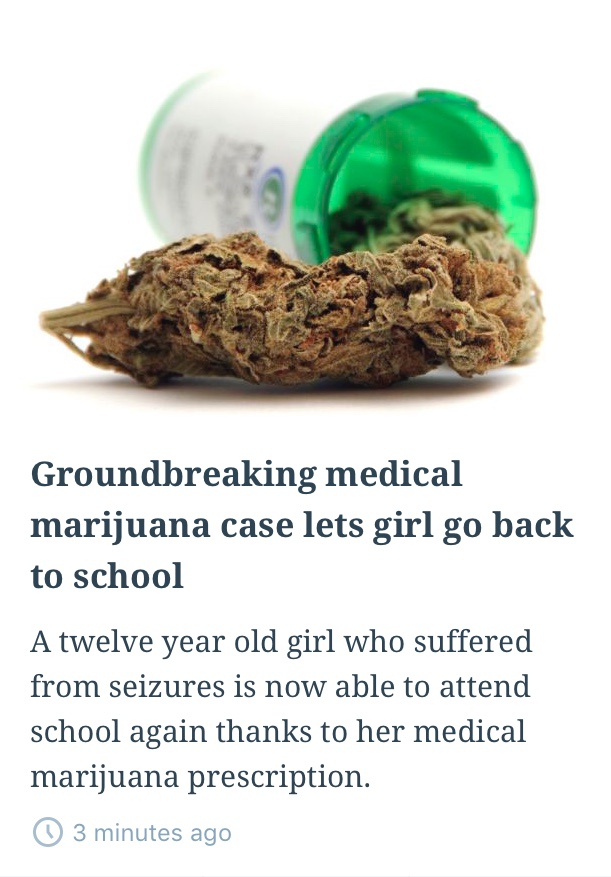 Groundbreaking medical
marijuana case lets girl go back
to school
A twelve year old girl who suffered
from seizures is now able to attend
school again thanks to her medical
marijuana prescription.
3 minutes ago